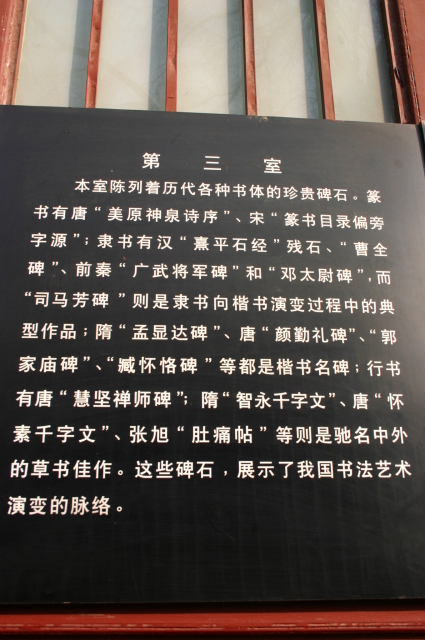 第三室
本室陈列着历代各种书体的珍贵碑石。篆
书有唐“美原神泉诗序”、宋“篆书目录偏旁
字源”；隶书有汉“熹平石经”残石、“曹全
碑”、前秦“广武将军碑”和“邓太尉碑”，而
“司马芳碑”则是隶书向楷书演变过程中的典
型作品；隋“孟显达碑”、唐“颜勤礼碑”、“郭
家庙碑”、“臧怀恪碑”等都是楷书名碑；行书
有唐“慧坚禅师碑”；隋“智永千字文”、唐“怀
素千字文”、张旭“肚痛帖”等则是驰名中外
的草书佳作。这些碑石，展示了我国书法艺术
演变的脉络。